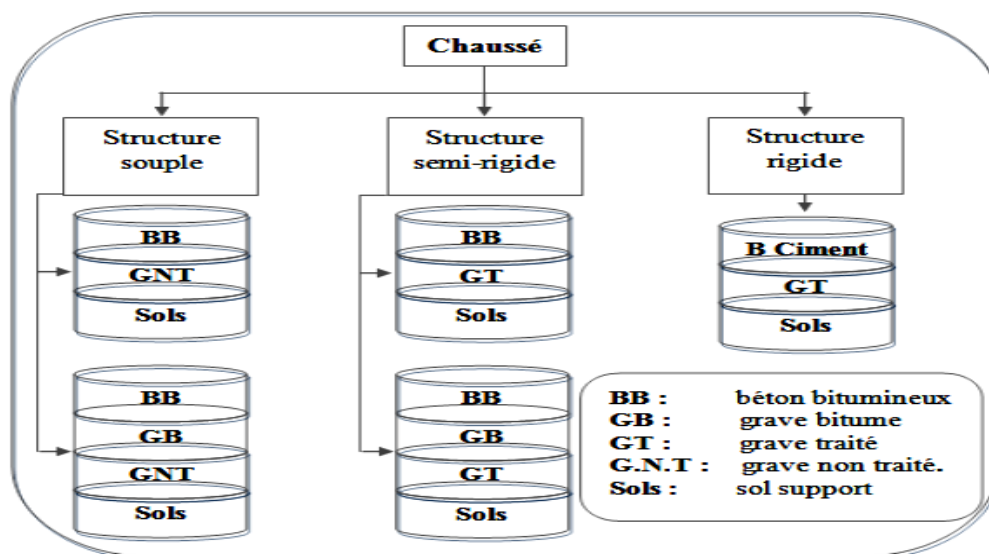 Chaussé
Structure
souple
Structure
semi-rigide
Structure
rigide
BB
GNT
Sols
BB
GT
Sols
B Ciment
GT
Sols
BB
GB
GNT
Sols
BB
GB
GT
Sols
BB : béton bitumineux
GB : grave bitume
GT : grave traité
G.N.T : grave non traité.
Sols : sol support